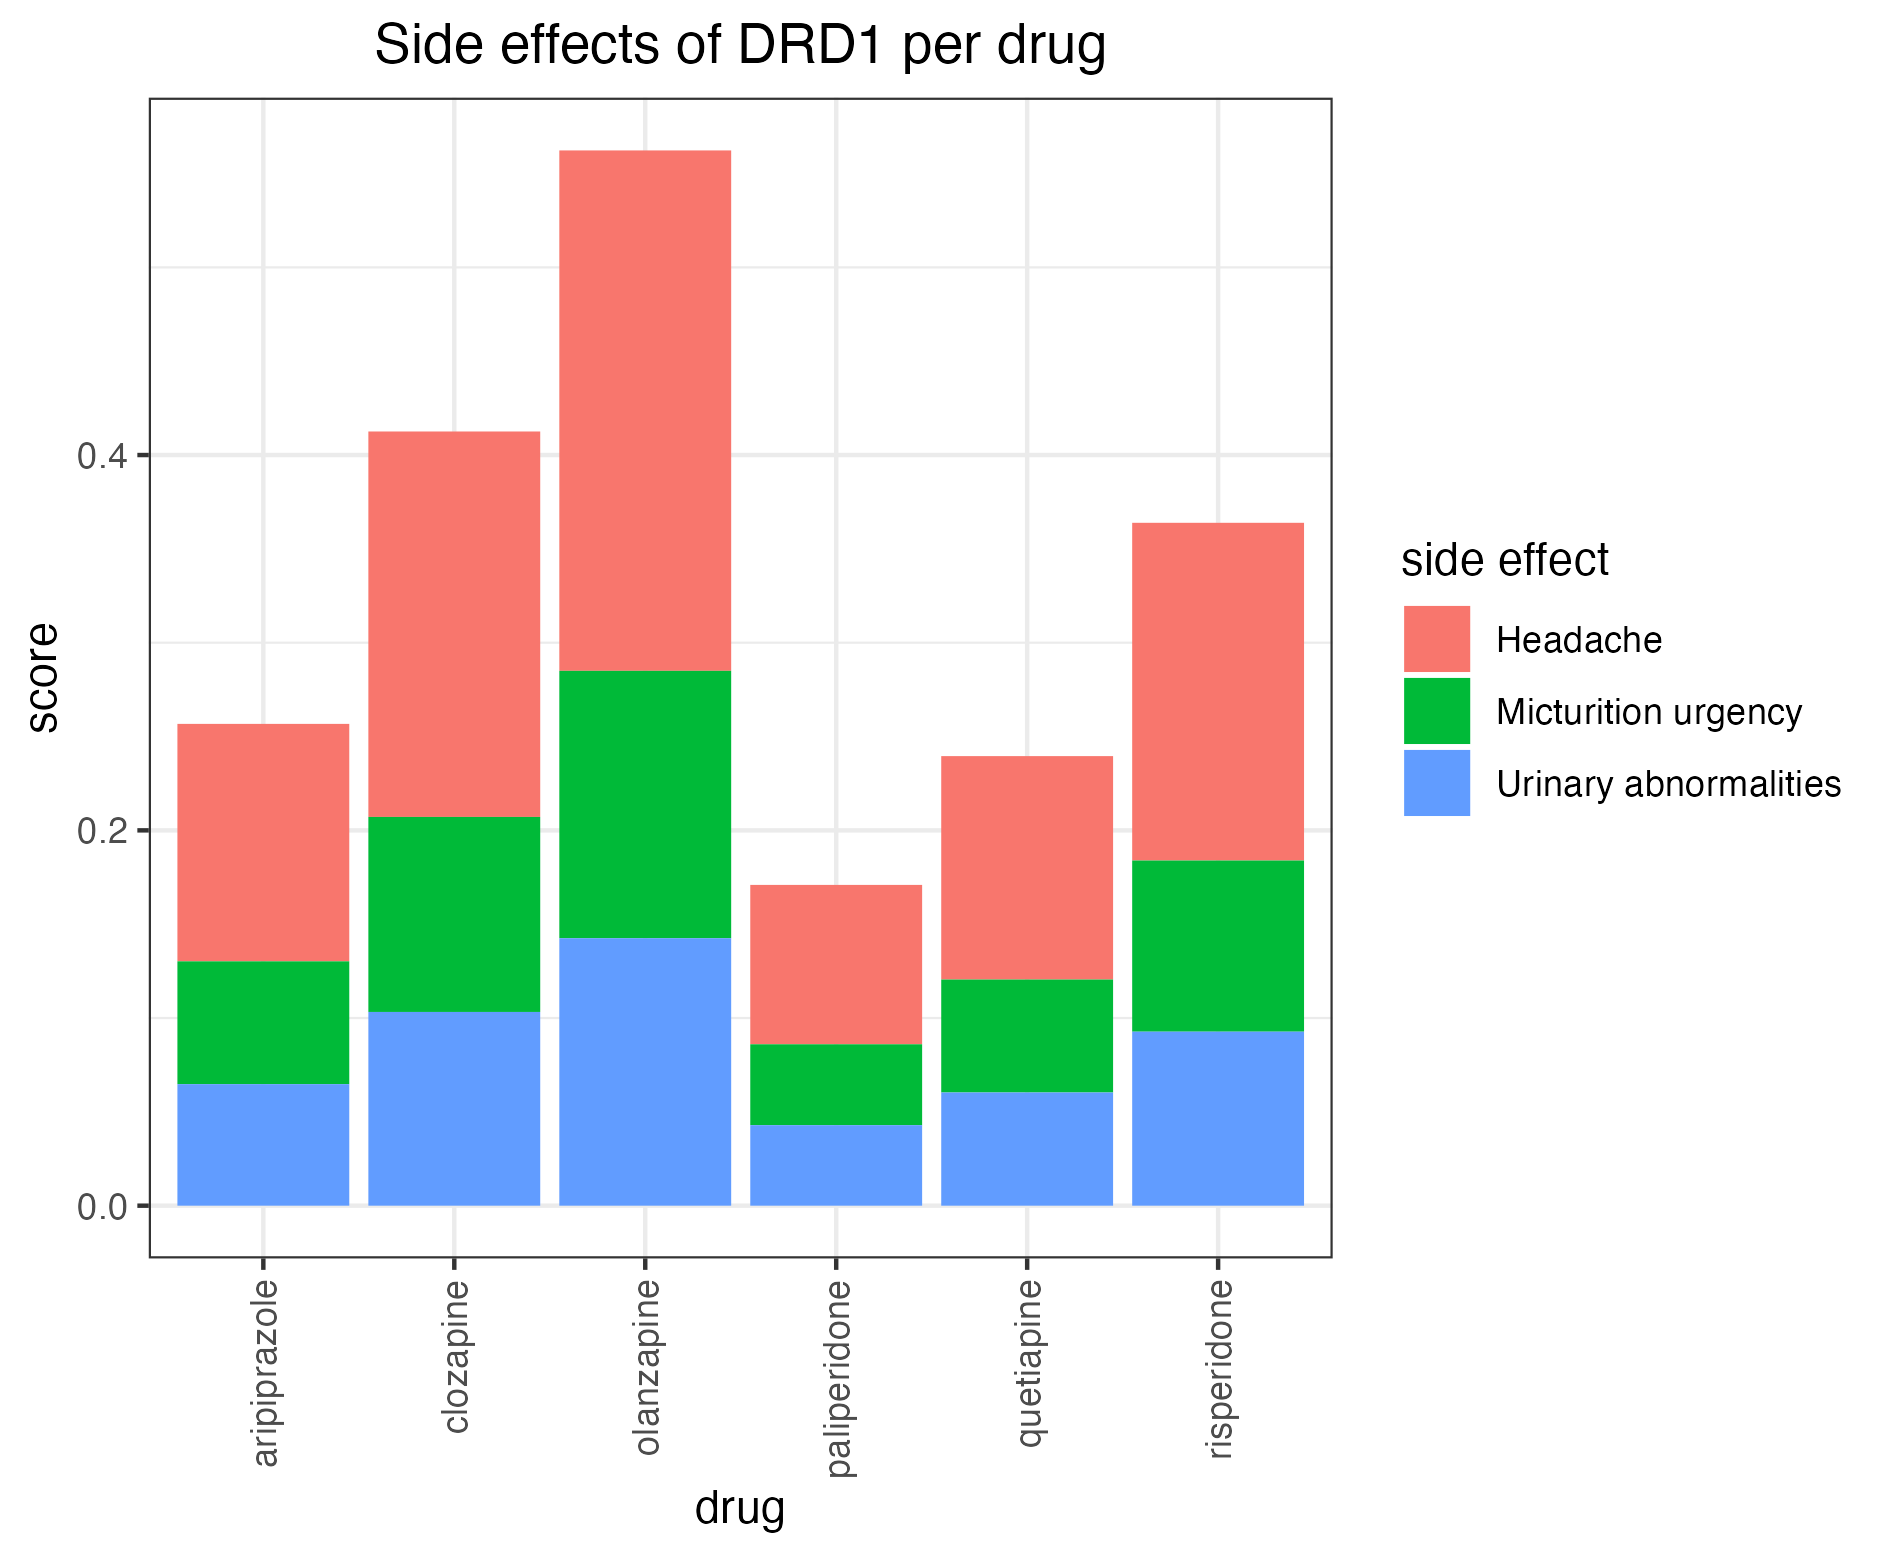 Side effects of DRD1 per drug
score
0.4
0.2
0.0
aripiprazole
clozapine
olanzapine
paliperidone
quetiapine
risperidone
drug
side effect
Headache
Micturition urgency
Urinary abnormalities